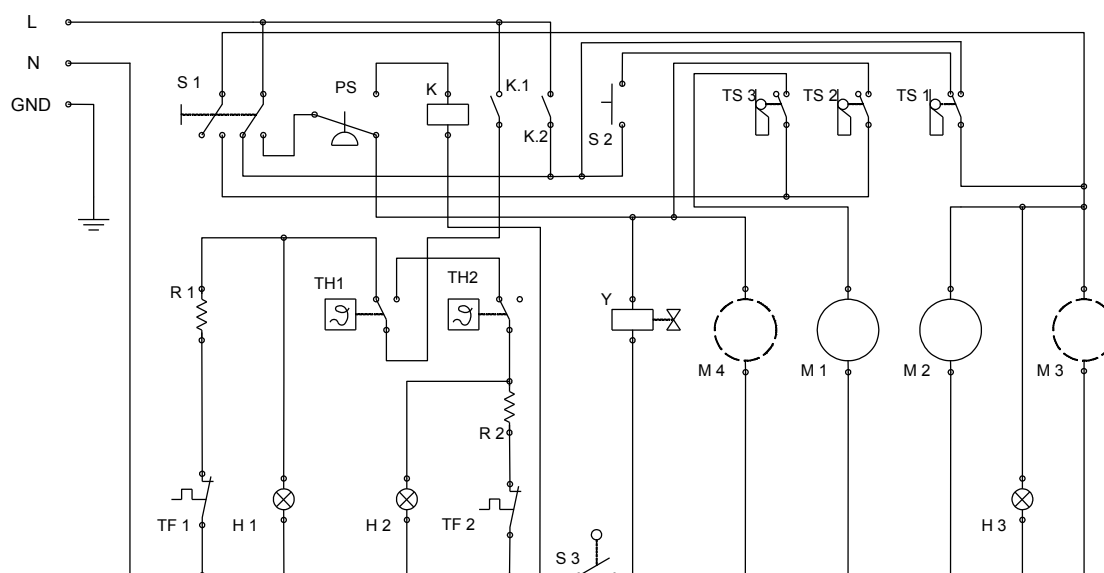 L
N
S 1
PS
K
K.1
TS 3
TS 2
TS 1
GND
K.2
S 2
TH1
TH2
R 1
Y
M 4
M 1
M 2
M 3
R 2
TF 1
H 1
H 2
TF 2
H 3
S 3